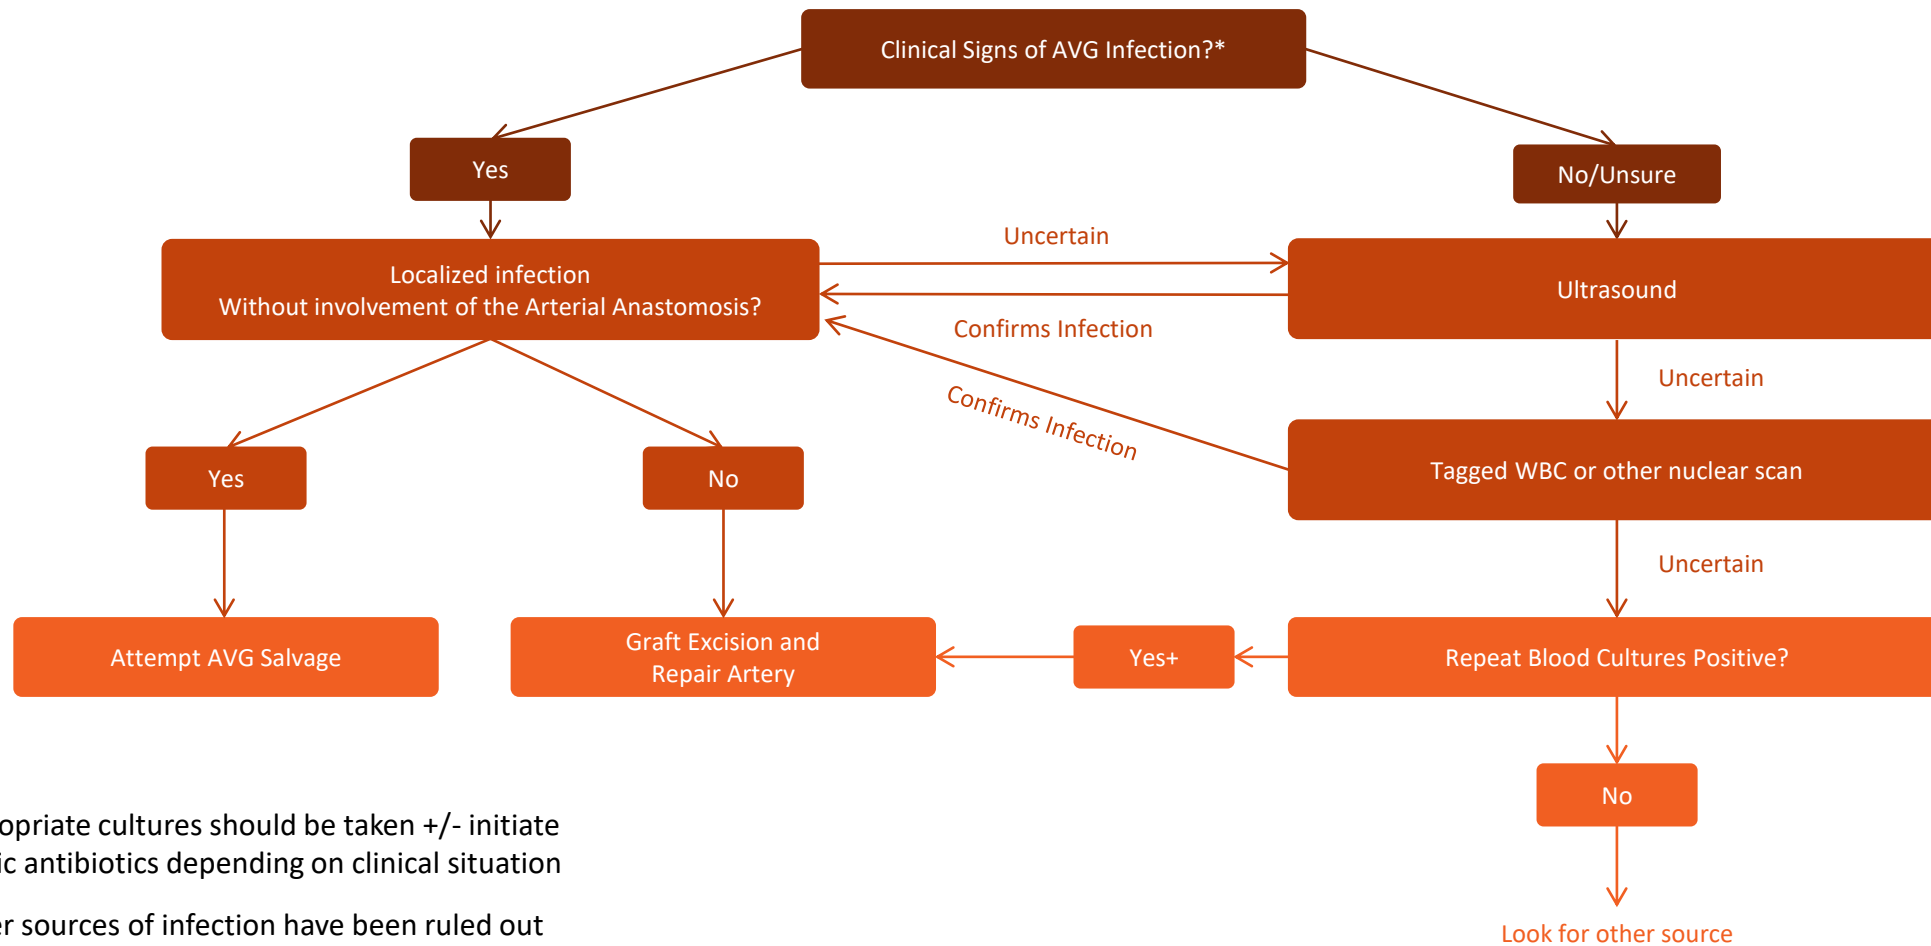 Clinical Signs of AVG Infection?*
Yes
No/Unsure
Uncertain
Localized infection
Without involvement of the Arterial Anastomosis?
Ultrasound
Confirms Infection
Uncertain
Confirms Infection
Yes
No
Tagged WBC or other nuclear scan
Uncertain
Attempt AVG Salvage
Graft Excision and
Repair Artery
Yes+
Repeat Blood Cultures Positive?
No
cultures should be taken +/- initiate
antibiotics depending on clinical situation
sources of infection have been ruled out
Look for other source